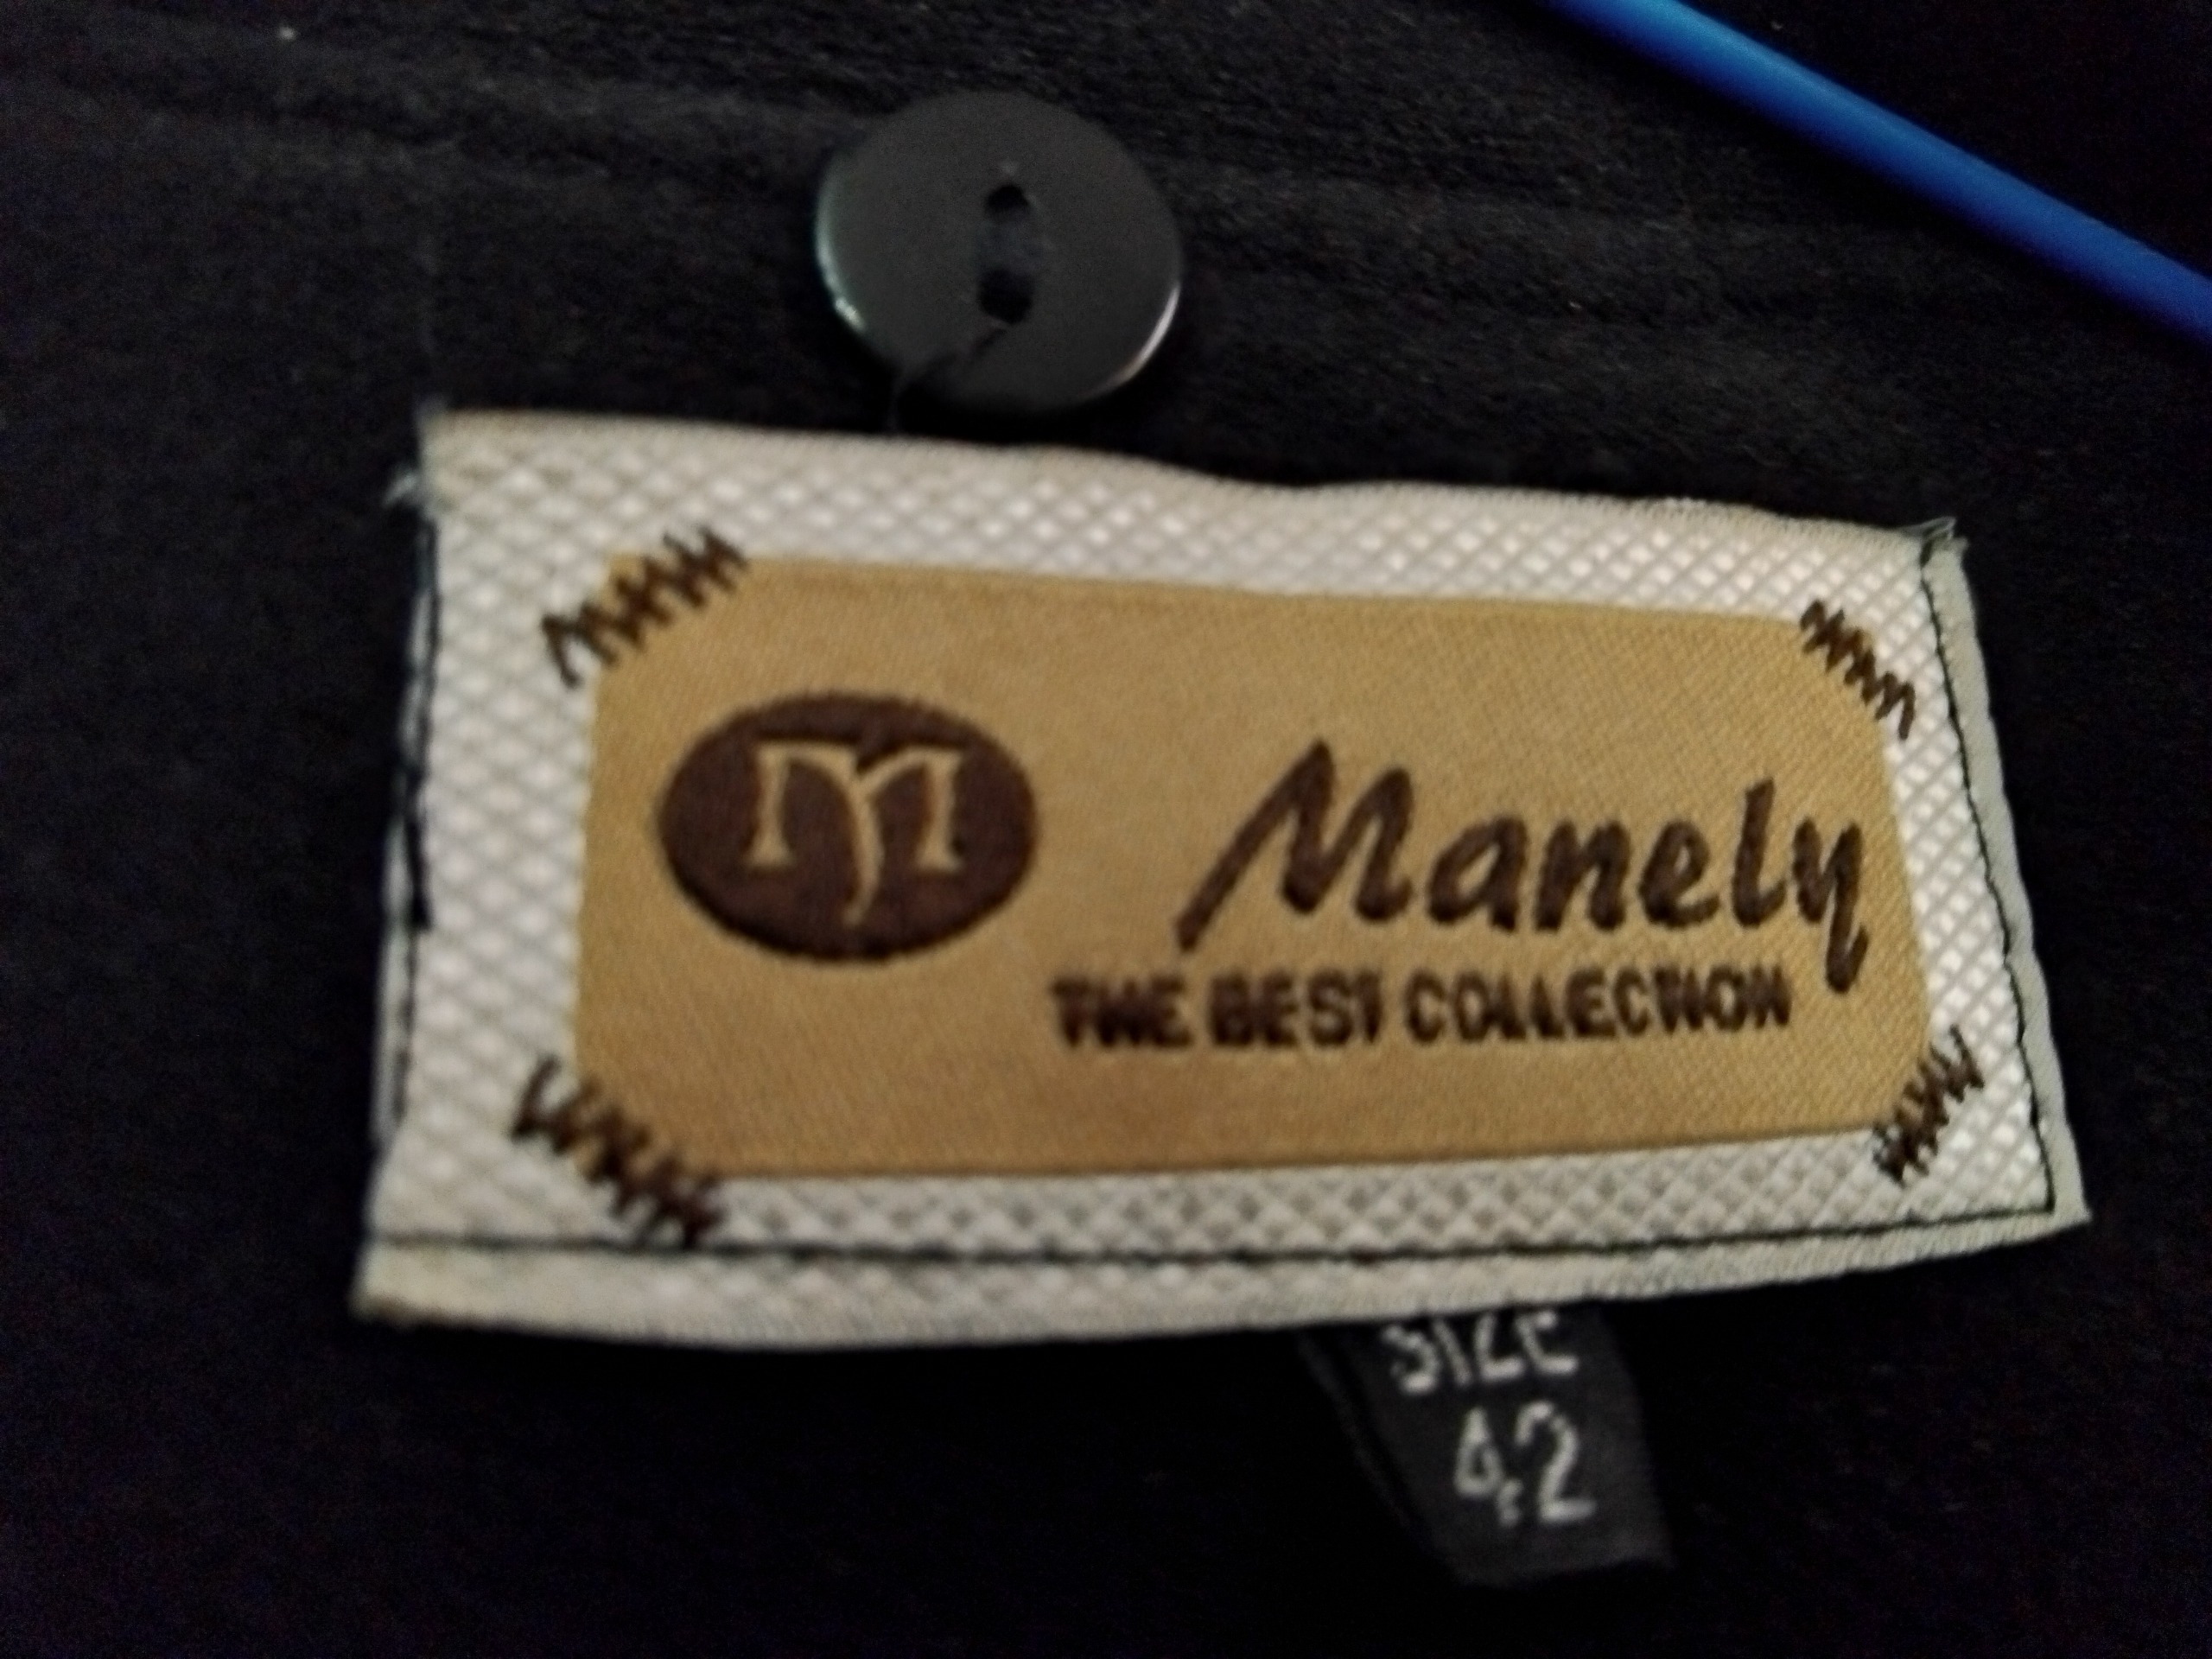 M
Manely
THE BEST COLLECTION
SIZE
42